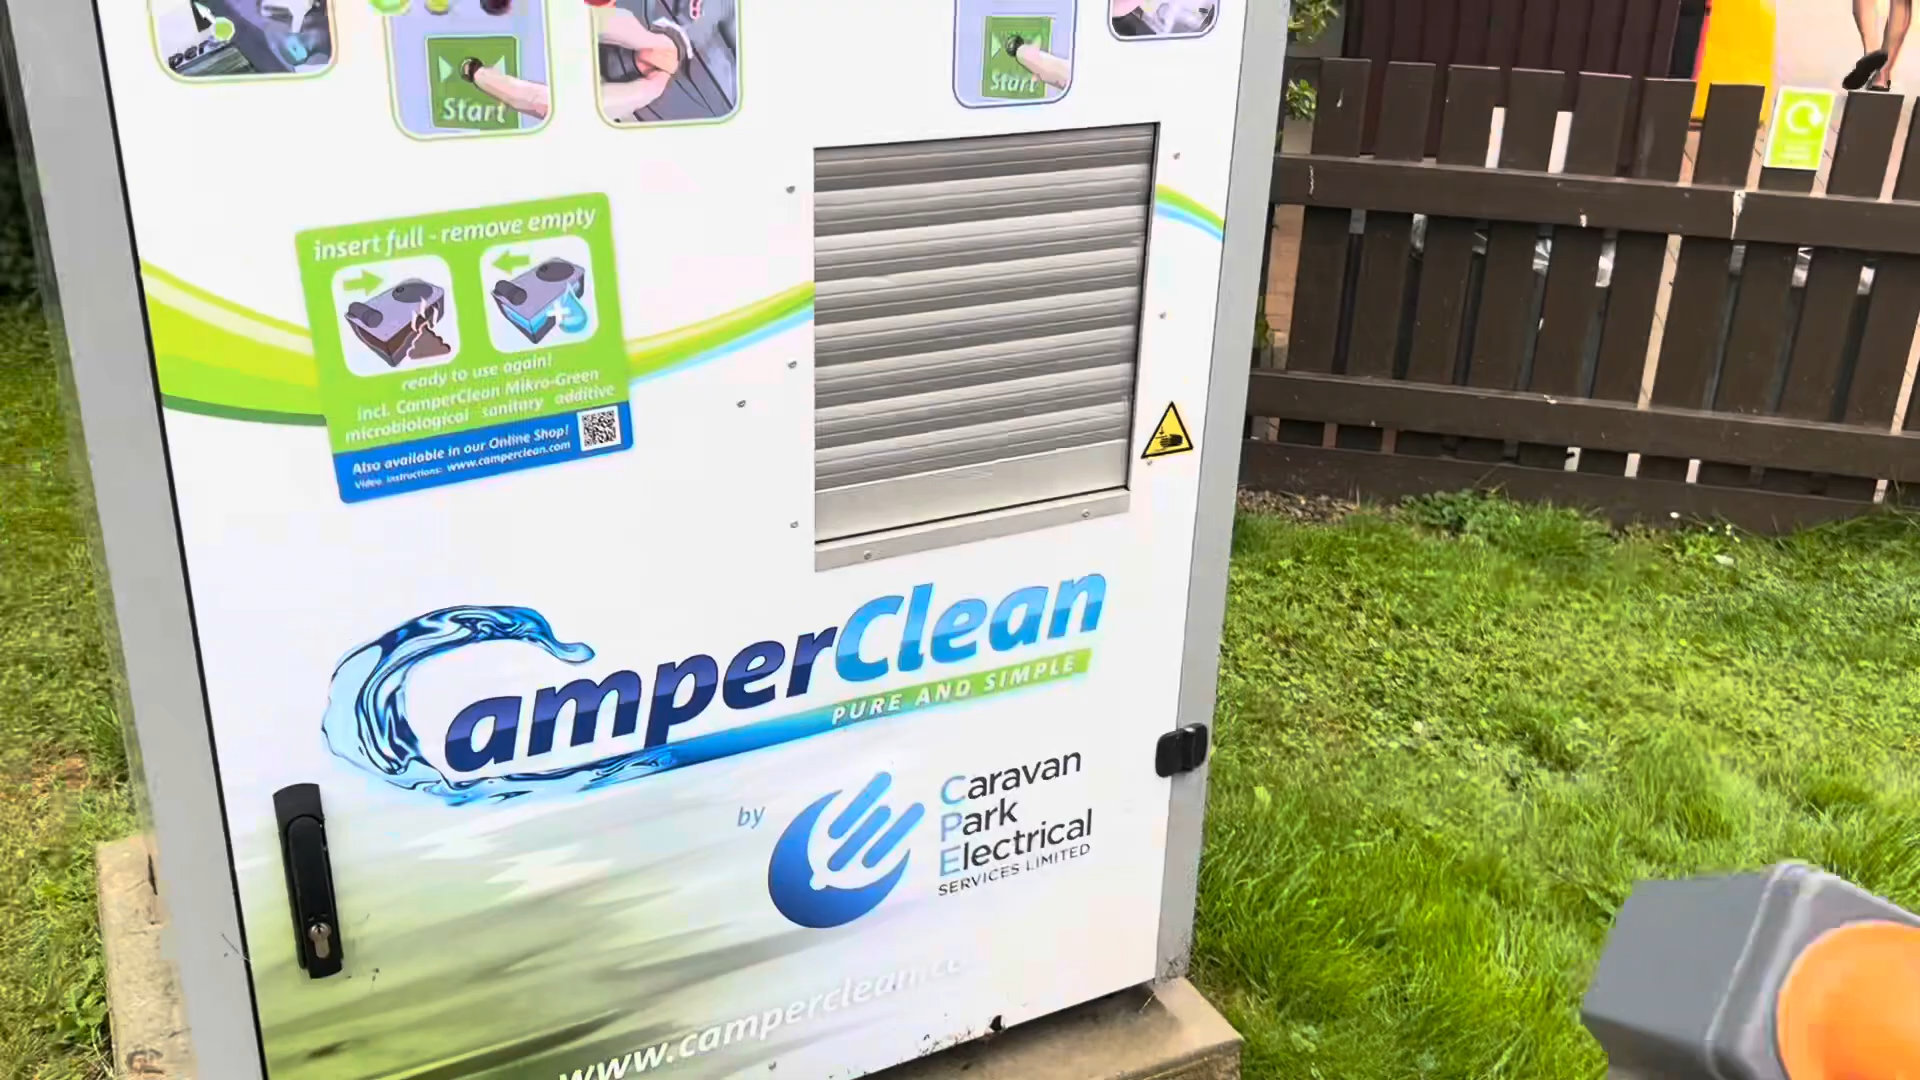 Start
Start
insert full - remove empty
ready to use again!
incl. CamperClean Mikro-Green
microbiological sanitary additive
Also available in our Online Shop!
Video instructions: www.camperclean.com
CamperClean
PURE AND SIMPLE
by
Caravan
Park
Electrical
SERVICES LIMITED